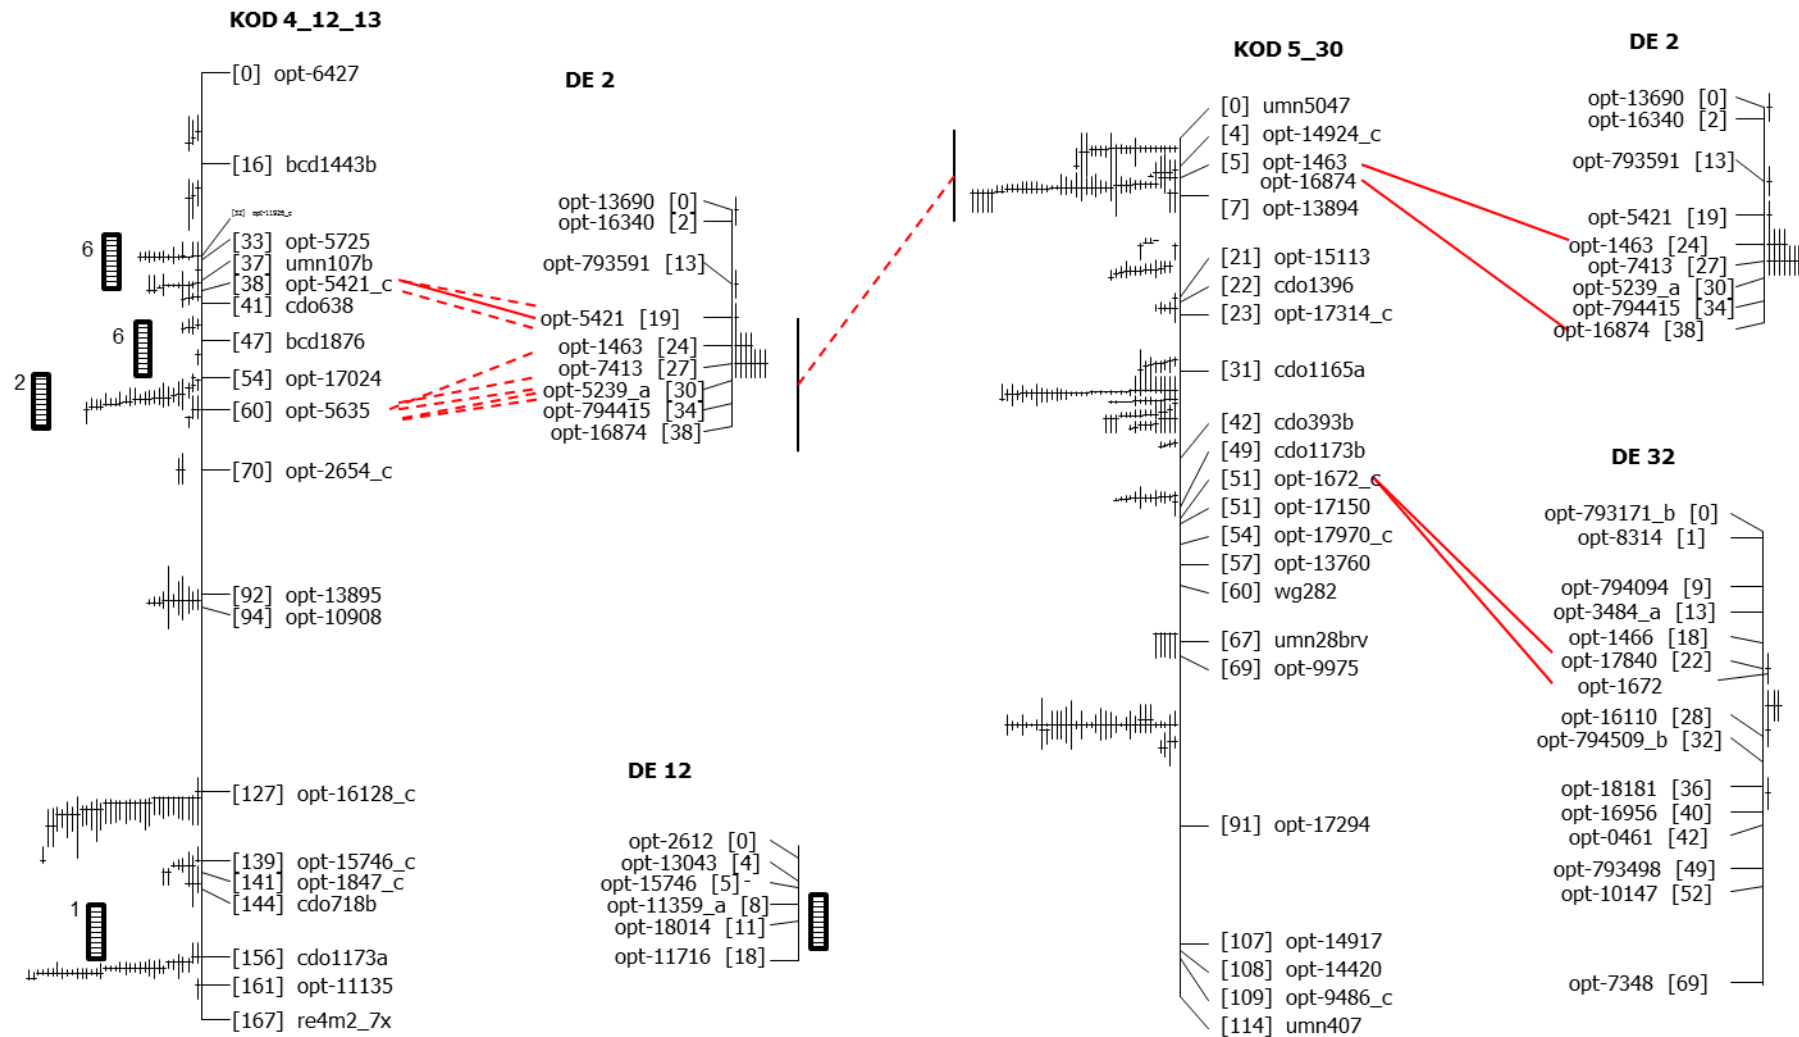 KOD 4_12_13
[0] opt-6427
[16] bcd1443b
[32] opt-11928_c
[33] opt-5725
[37] umn107b
[38] opt-5421_c
[41] cdo638
[47] bcd1876
[54] opt-17024
[60] opt-5635
[70] opt-2654_c
[92] opt-13895
[94] opt-10908
[127] opt-16128_c
[139] opt-15746_c
[141] opt-1847_c
[144] cdo718b
[156] cdo1173a
[161] opt-11135
[167] re4m2_7x
6
6
2
1
DE 2
opt-13690 [0]
opt-16340 [2]
opt-793591 [13]
opt-5421 [19]
opt-1463 [24]
opt-7413 [27]
opt-5239_a [30]
opt-794415 [34]
opt-16874 [38]
DE 12
opt-2612 [0]
opt-13043 [4]
opt-15746 [5]
opt-11359_a [8]
opt-18014 [11]
opt-11716 [18]
KOD 5_30
[0] umn5047
[4] opt-14924_c
[5] opt-1463
opt-16874
[7] opt-13894
[21] opt-15113
[22] cdo1396
[23] opt-17314_c
[31] cdo1165a
[42] cdo393b
[49] cdo1173b
[51] opt-1672_c
[51] opt-17150
[54] opt-17970_c
[57] opt-13760
[60] wg282
[67] umn28brv
[69] opt-9975
[91] opt-17294
[107] opt-14917
[108] opt-14420
[109] opt-9486_c
[114] umn407
DE 2
opt-13690 [0]
opt-16340 [2]
opt-793591 [13]
opt-5421 [19]
opt-1463 [24]
opt-7413 [27]
opt-5239_a [30]
opt-794415 [34]
opt-16874 [38]
DE 32
opt-793171_b [0]
opt-8314 [1]
opt-794094 [9]
opt-3484_a [13]
opt-1466 [18]
opt-17840 [22]
opt-1672
opt-16110 [28]
opt-794509_b [32]
opt-18181 [36]
opt-16956 [40]
opt-0461 [42]
opt-793498 [49]
opt-10147 [52]
opt-7348 [69]